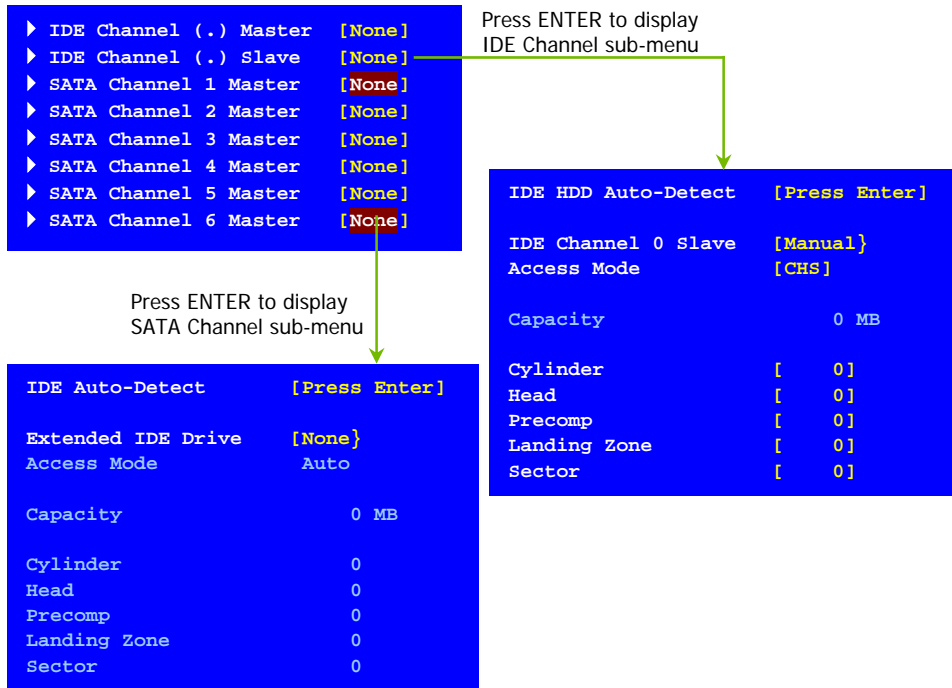 IDE Channel (.) Master [None]
IDE Channel (.) Slave [None]
SATA Channel 1 Master [None]
SATA Channel 2 Master [None]
SATA Channel 3 Master [None]
SATA Channel 4 Master [None]
SATA Channel 5 Master [None]
SATA Channel 6 Master [None]
Press ENTER to display
IDE Channel sub-menu
IDE HDD Auto-Detect [Press Enter]
IDE Channel 0 Slave [Manual}
Access Mode [CHS]
Capacity 0 MB
Cylinder [ 0]
Head [ 0]
Precomp [ 0]
Landing Zone [ 0]
Sector [ 0]
Press ENTER to display
SATA Channel sub-menu
IDE Auto-Detect [Press Enter]
Extended IDE Drive [None}
Access Mode Auto
Capacity 0 MB
Cylinder 0
Head 0
Precomp 0
Landing Zone 0
Sector 0